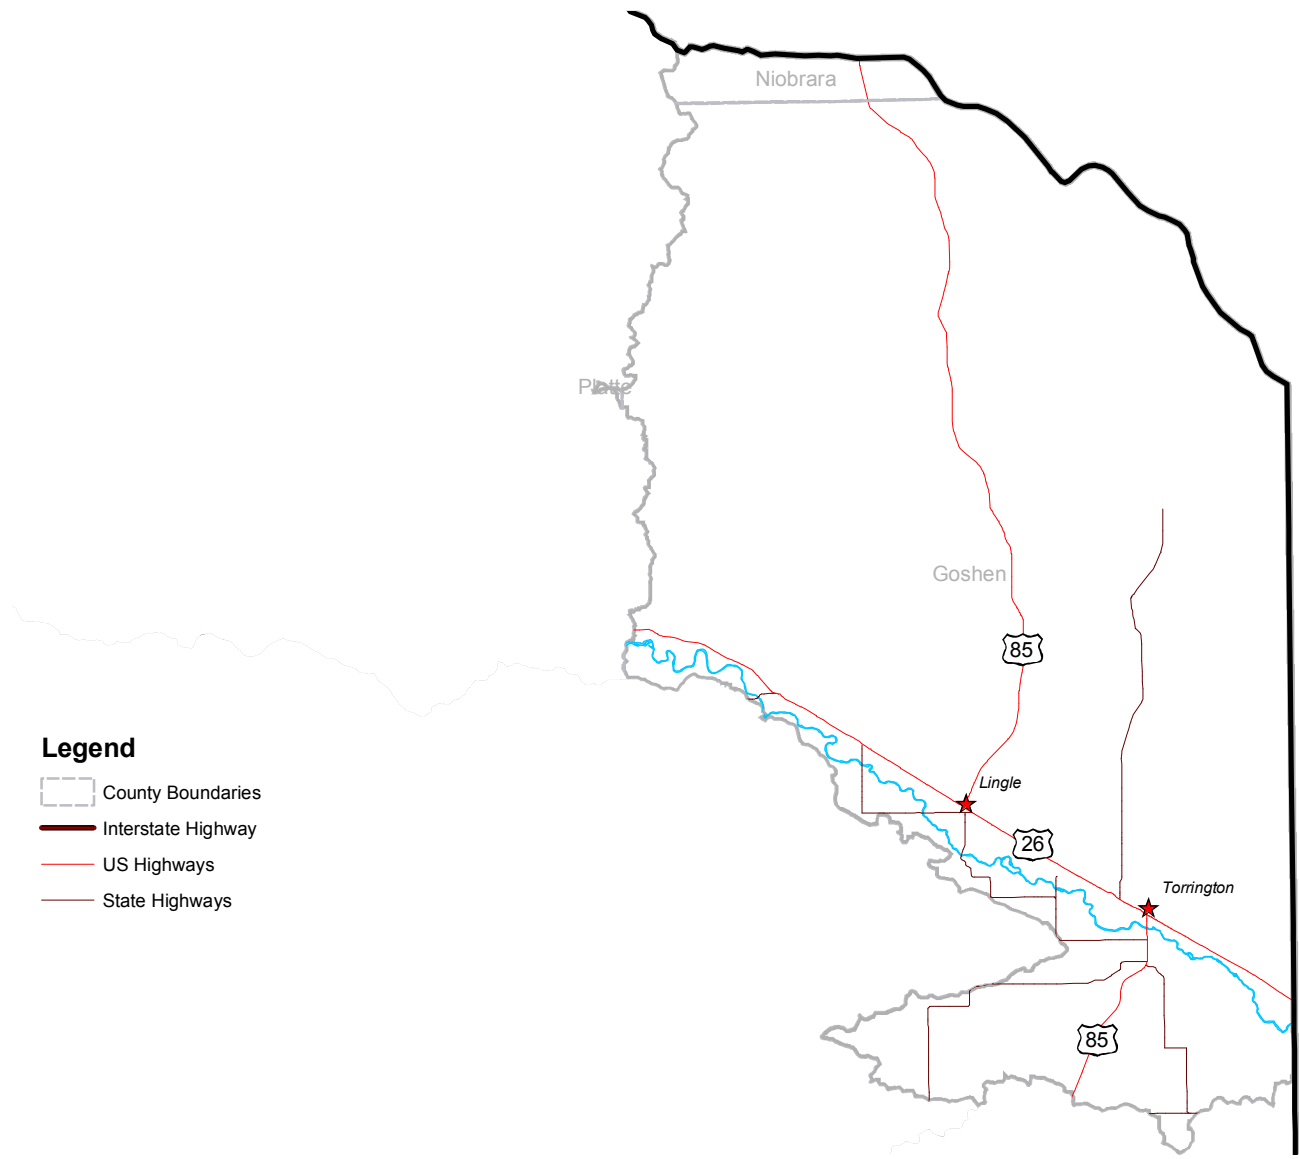 Niobrara
Platte
Goshen
85
Legend
County Boundaries
Lingle
Interstate Highway
26
US Highways
Torrington
State Highways
85